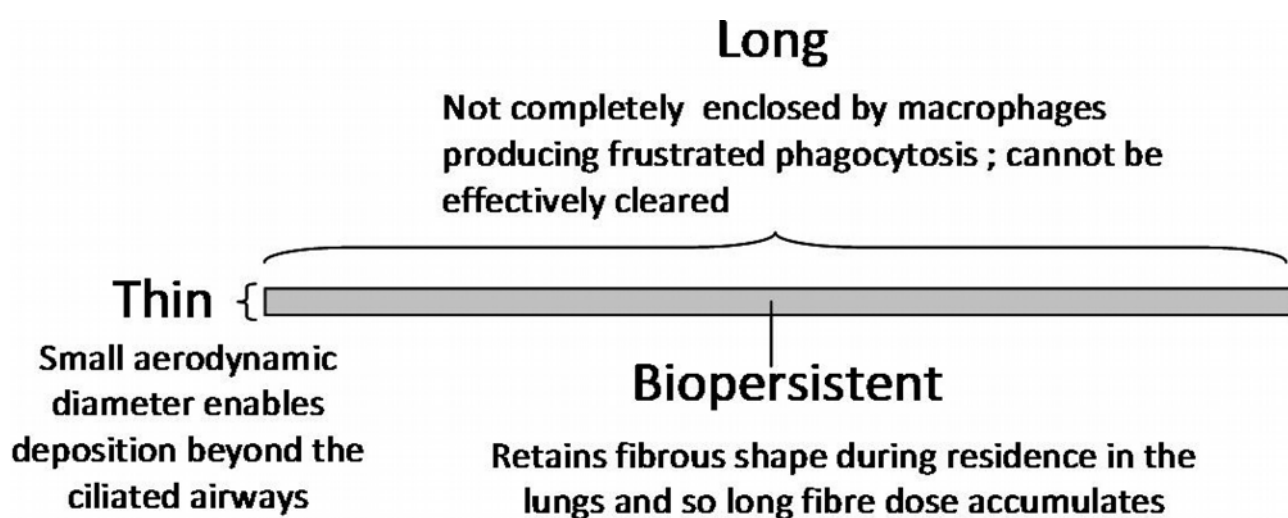 Long
Not completely enclosed by macrophages
producing frustrated phagocytosis ; cannot be
effectively cleared
Thin
Small aerodynamic
diameter enables
deposition beyond the
ciliated airways
Biopersistent
Retains fibrous shape during residence in the
lungs and so long fibre dose accumulates